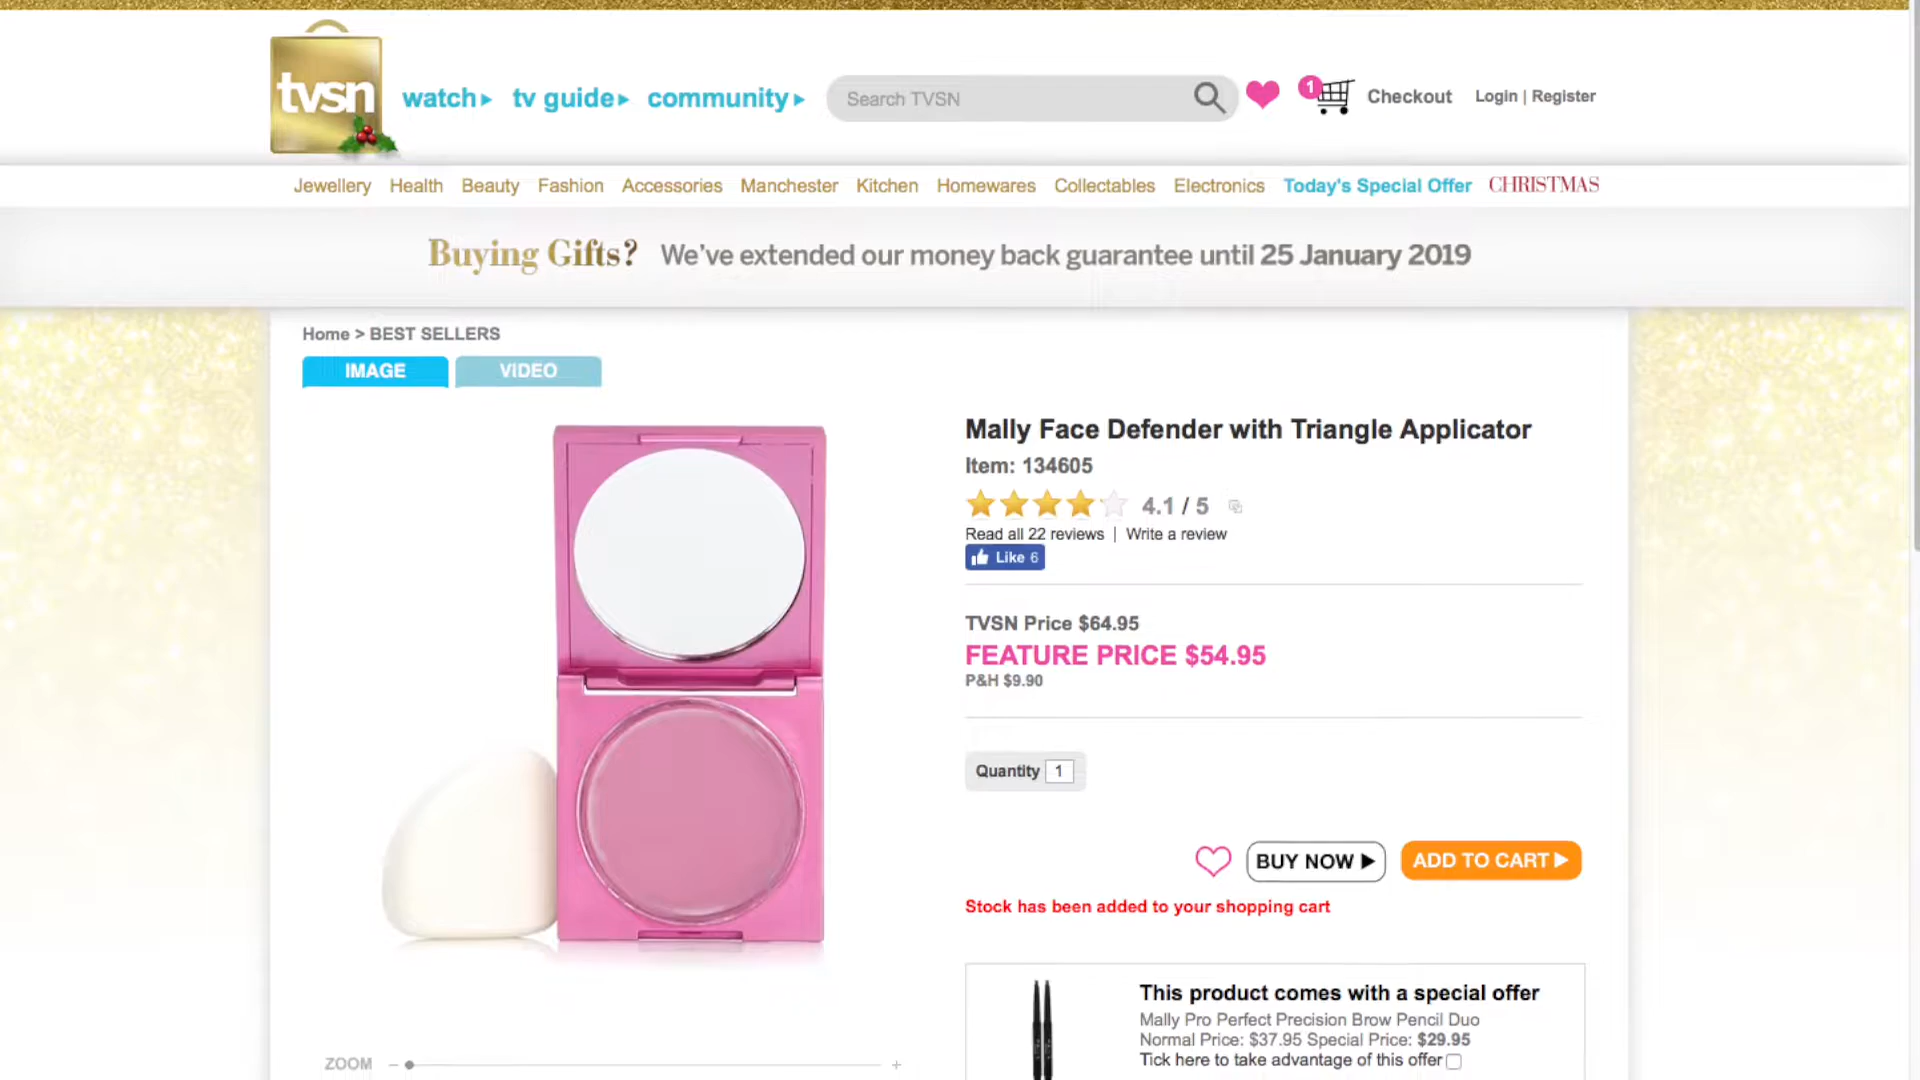 tvsn
watch
tv guide
community
Search TVSN
1
Checkout
Login | Register
Jewellery Health Beauty Fashion Accessories Manchester Kitchen Homewares Collectables Electronics Today's Special Offer CHRISTMAS
Buying Gifts? We've extended our money back guarantee until 25 January 2019
Home > BEST SELLERS
IMAGE VIDEO
Mally Face Defender with Triangle Applicator
Item: 134605
4.1 / 5
Read all 22 reviews | Write a review
Like 6
TVSN Price $64.95
FEATURE PRICE $54.95
P&H $9.90
Quantity 1
BUY NOW ADD TO CART
Stock has been added to your shopping cart
This product comes with a special offer
Mally Pro Perfect Precision Brow Pencil Duo
Normal Price: $37.95 Special Price: $29.95
Tick here to take advantage of this offer
ZOOM - +